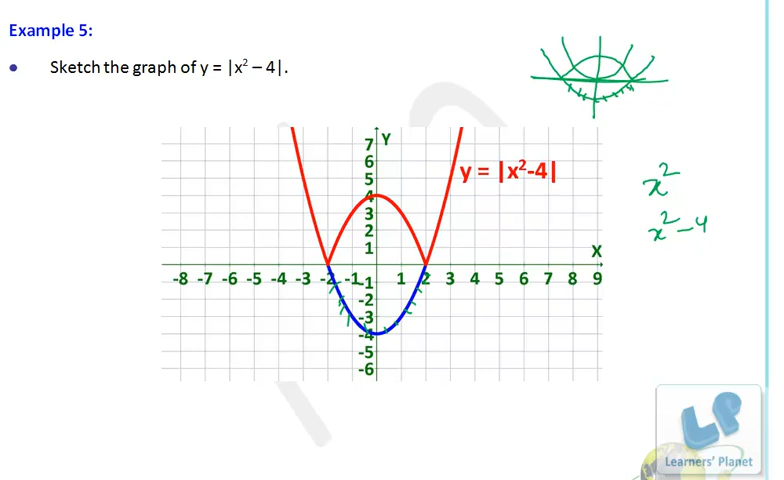 Example 5:
● Sketch the graph of y = |x² – 4|.
Y
7
6
5
4
3
2
1
y = |x²-4|
x²
x² – 4
X
-8 -7 -6 -5 -4 -3 -2 -1 1 2 3 4 5 6 7 8 9
-1
-2
-3
-4
-5
-6
LP
Learners' Planet